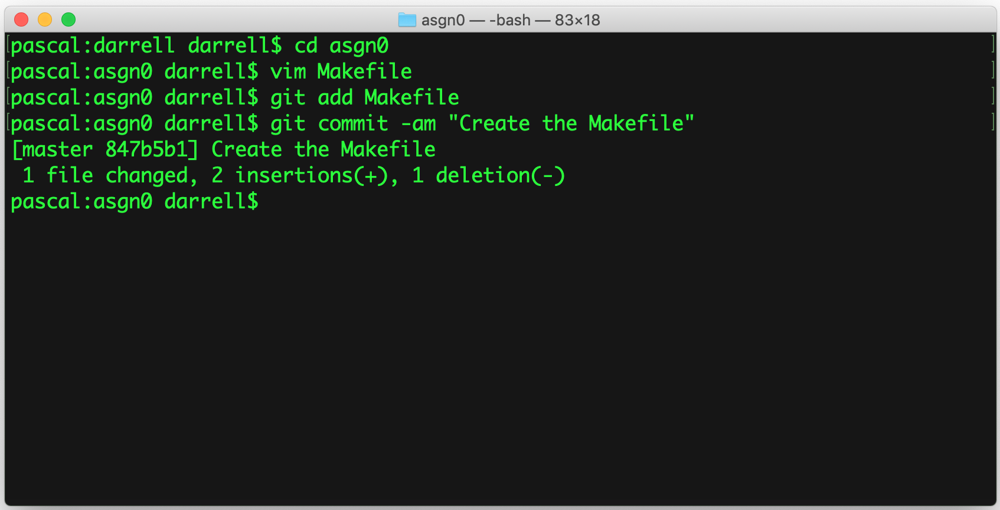 asgn0 — -bash — 83×18
pascal:darrell darrell$ cd asgn0
pascal:asgn0 darrell$ vim Makefile
pascal:asgn0 darrell$ git add Makefile
pascal:asgn0 darrell$ git commit -am "Create the Makefile"
[master 847b5b1] Create the Makefile
 1 file changed, 2 insertions(+), 1 deletion(-)
pascal:asgn0 darrell$